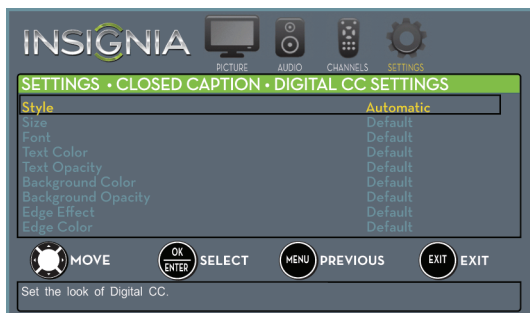 INSIGNIA
PICTURE AUDIO CHANNELS SETTINGS
SETTINGS • CLOSED CAPTION • DIGITAL CC SETTINGS
Style Automatic
Size Default
Font Default
Text Color Default
Text Opacity Default
Background Color Default
Background Opacity Default
Edge Effect Default
Edge Color Default
MOVE OK ENTER SELECT MENU PREVIOUS EXIT EXIT
Set the look of Digital CC.